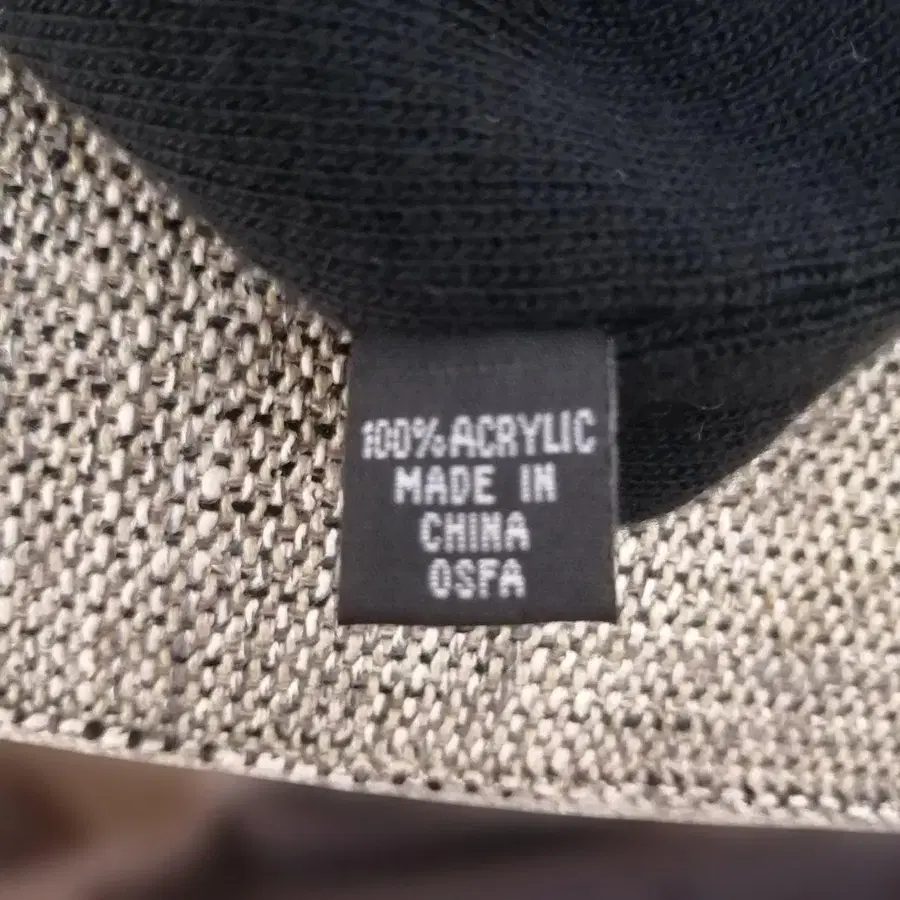 100% ACRYLIC
MADE IN
CHINA
OSFA